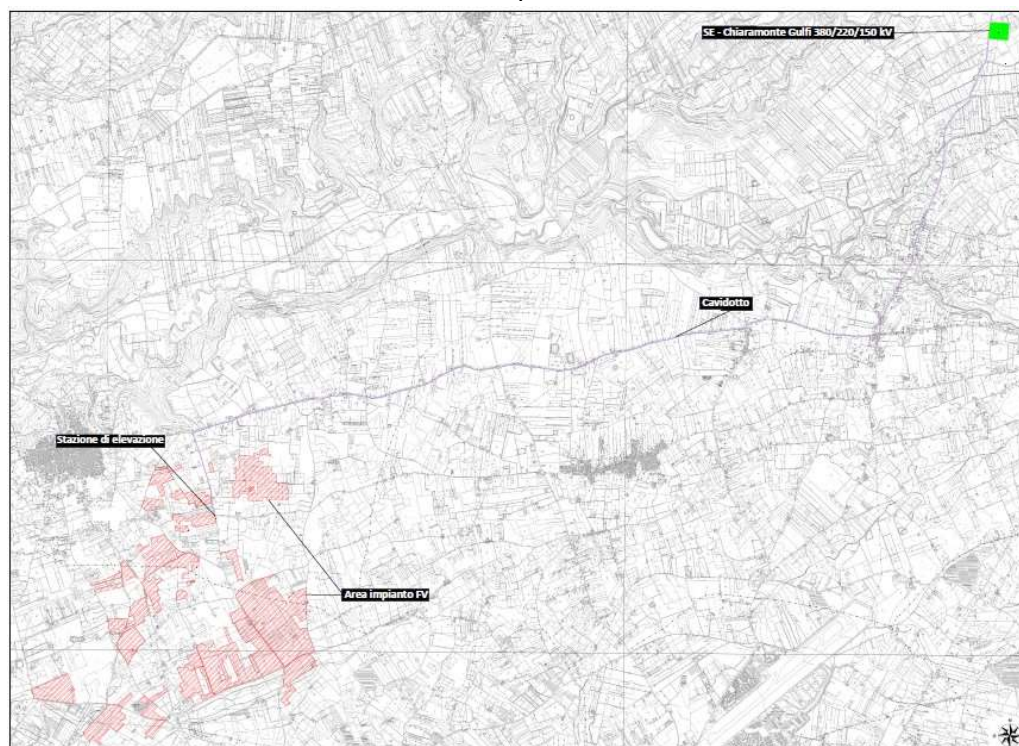 SE - Chiaramonte Gulfi 380/220/150 kV
Cavidotto
Stazione di elevazione
Area impianto FV